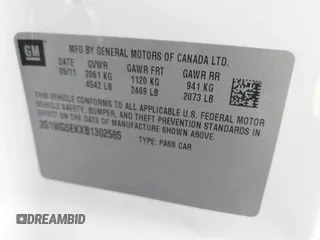 GM
MFD BY GENERAL MOTORS OF CANADA LTD.
DATE GVWR GAWR FRT GAWR RR
05/11 2061 KG 1120 KG 941 KG
4542 LB 2469 LB 2073 LB
THIS VEHICLE CONFORMS TO ALL APPLICABLE U.S. FEDERAL MOTOR VEHICLE
SAFETY, BUMPER, AND THEFT PREVENTION STANDARDS
IN EFFECT ON THE DATE OF MANUFACTURE SHOWN ABOVE.
2G1WG5EKXB1302585
TYPE: PASS CAR
DREAMBID